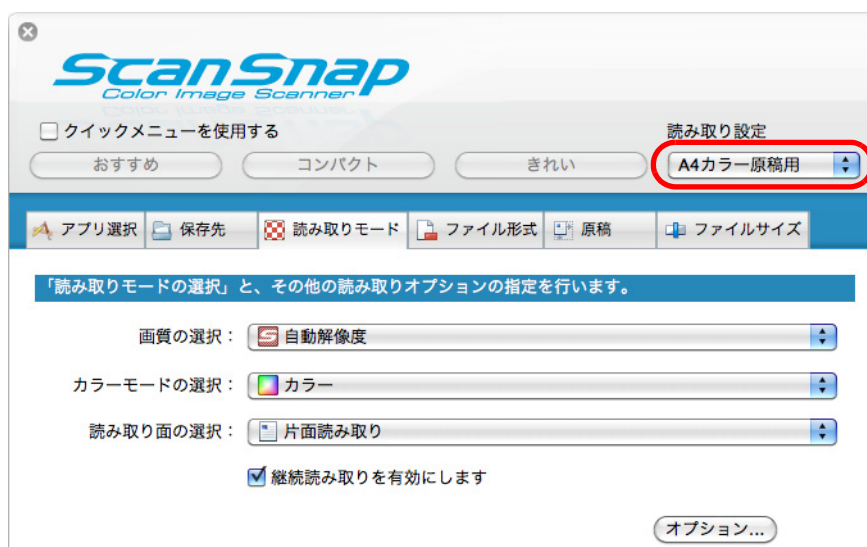 ScanSnap
Color Image Scanner
クイックメニューを使用する
読み取り設定
おすすめ コンパクト きれい A4カラー原稿用
アプリ選択 保存先 読み取りモード ファイル形式 原稿 ファイルサイズ
「読み取りモードの選択」と、その他の読み取りオプションの指定を行います。
画質の選択： 自動解像度
カラーモードの選択： カラー
読み取り面の選択： 片面読み取り
継続読み取りを有効にします
オプション...